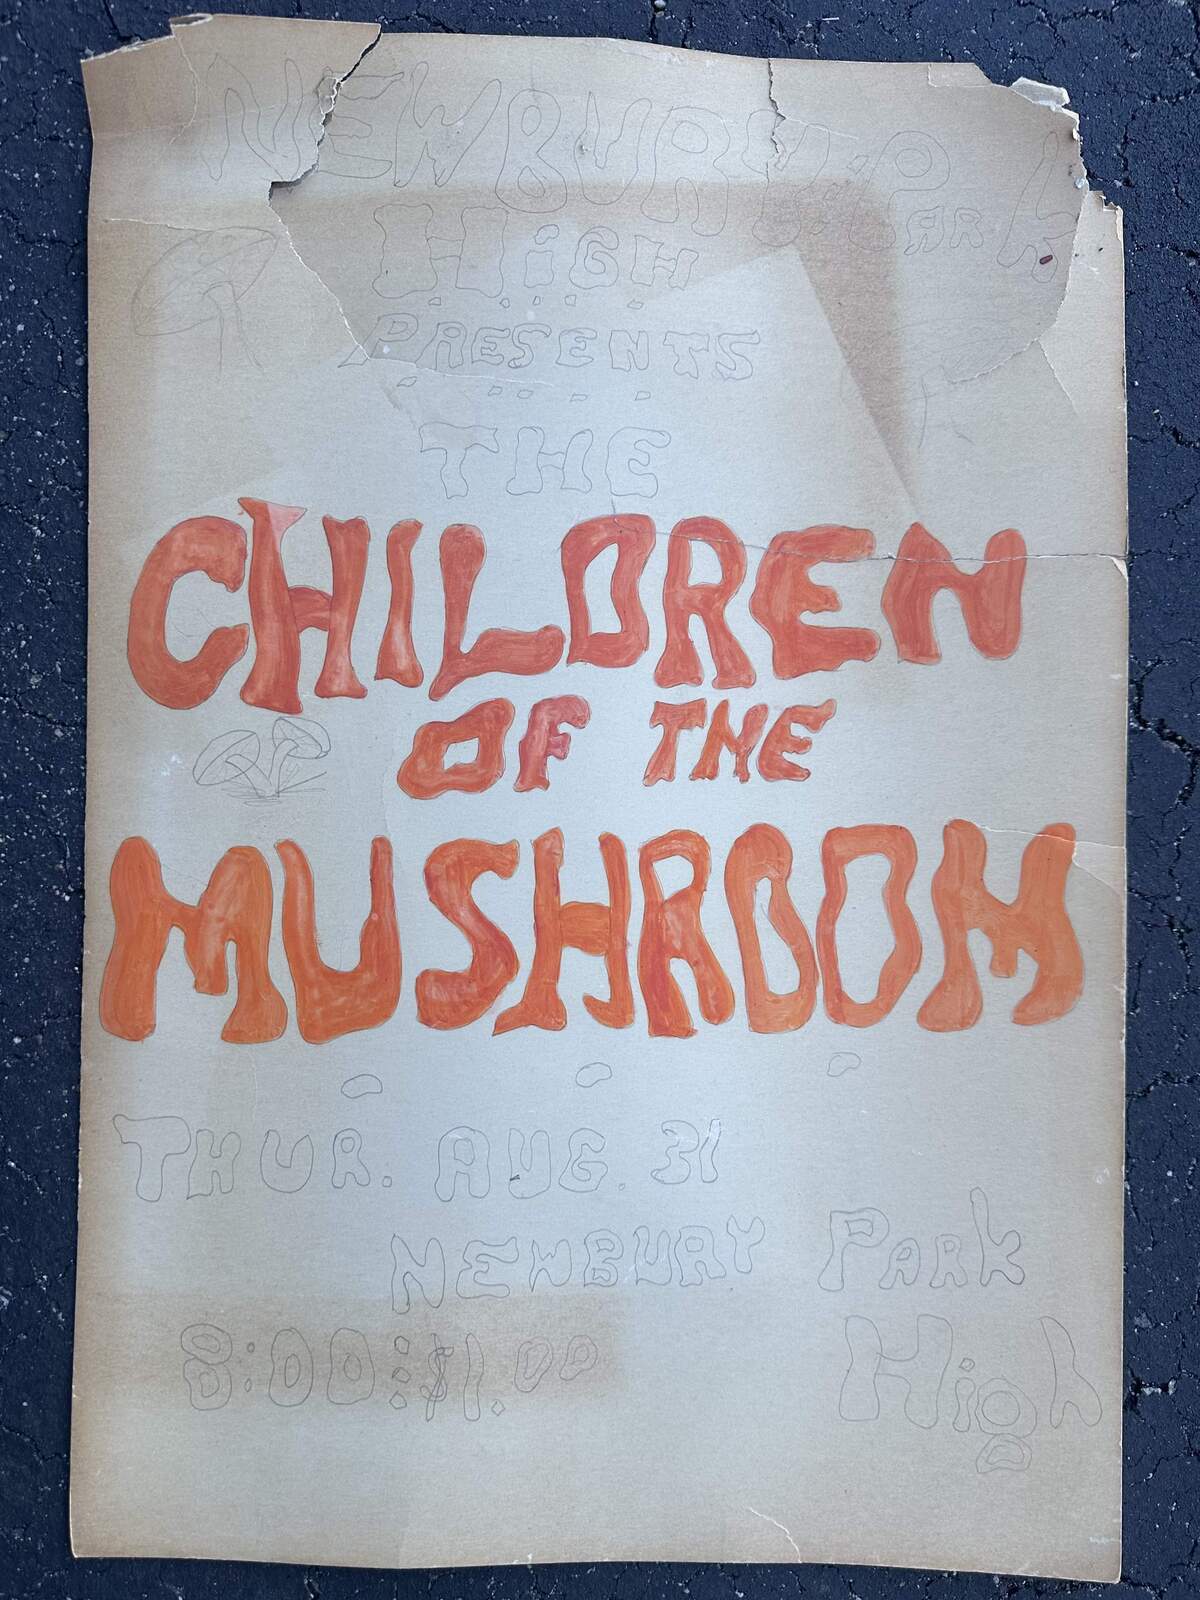 NEWBURY PARK
HiGH
PRESENTS
THE
CHILDREN
OF THE
MUSHROOM
THUR. AUG. 31
NEWBURY PARK
8:00 : $1.00 High